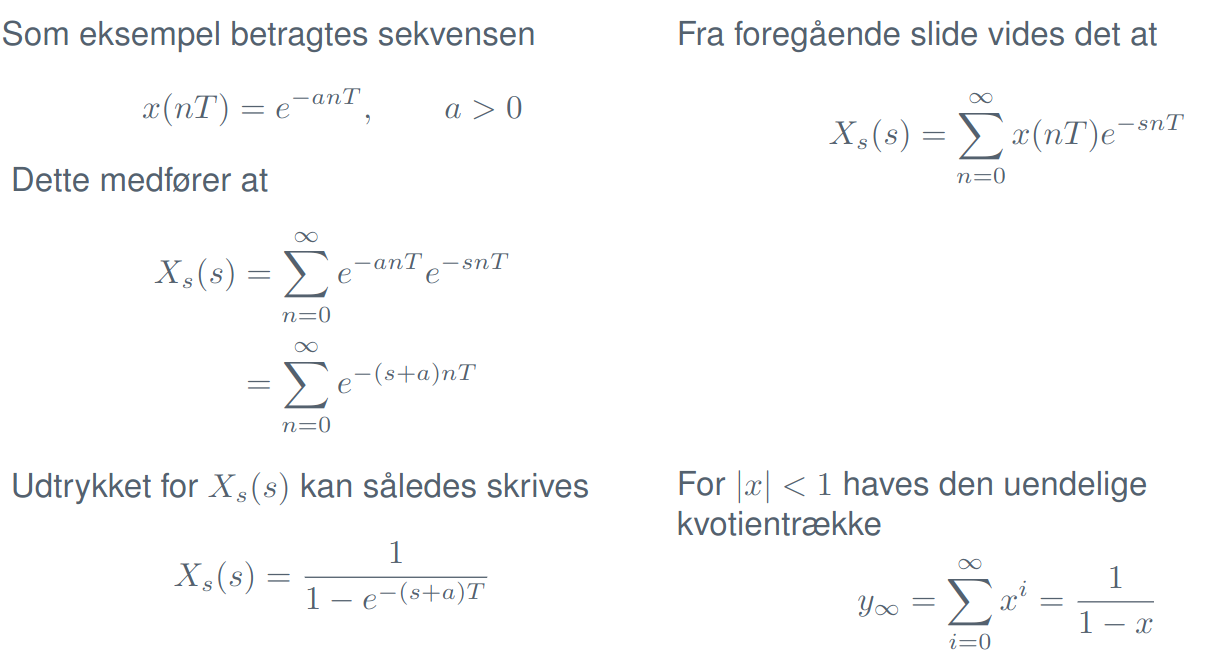 Som eksempel betragtes sekvensen
x(nT) = e^{-anT}, a > 0
Dette medfører at
X_s(s) = \sum_{n=0}^{\infty} e^{-anT} e^{-snT}
= \sum_{n=0}^{\infty} e^{-(s+a)nT}
Udtrykket for X_s(s) kan således skrives
X_s(s) = \frac{1}{1 - e^{-(s+a)T}}
Fra foregående slide vides det at
X_s(s) = \sum_{n=0}^{\infty} x(nT)e^{-snT}
For |x| < 1 haves den uendelige
kvotientrække
y_\infty = \sum_{i=0}^{\infty} x^i = \frac{1}{1 - x}